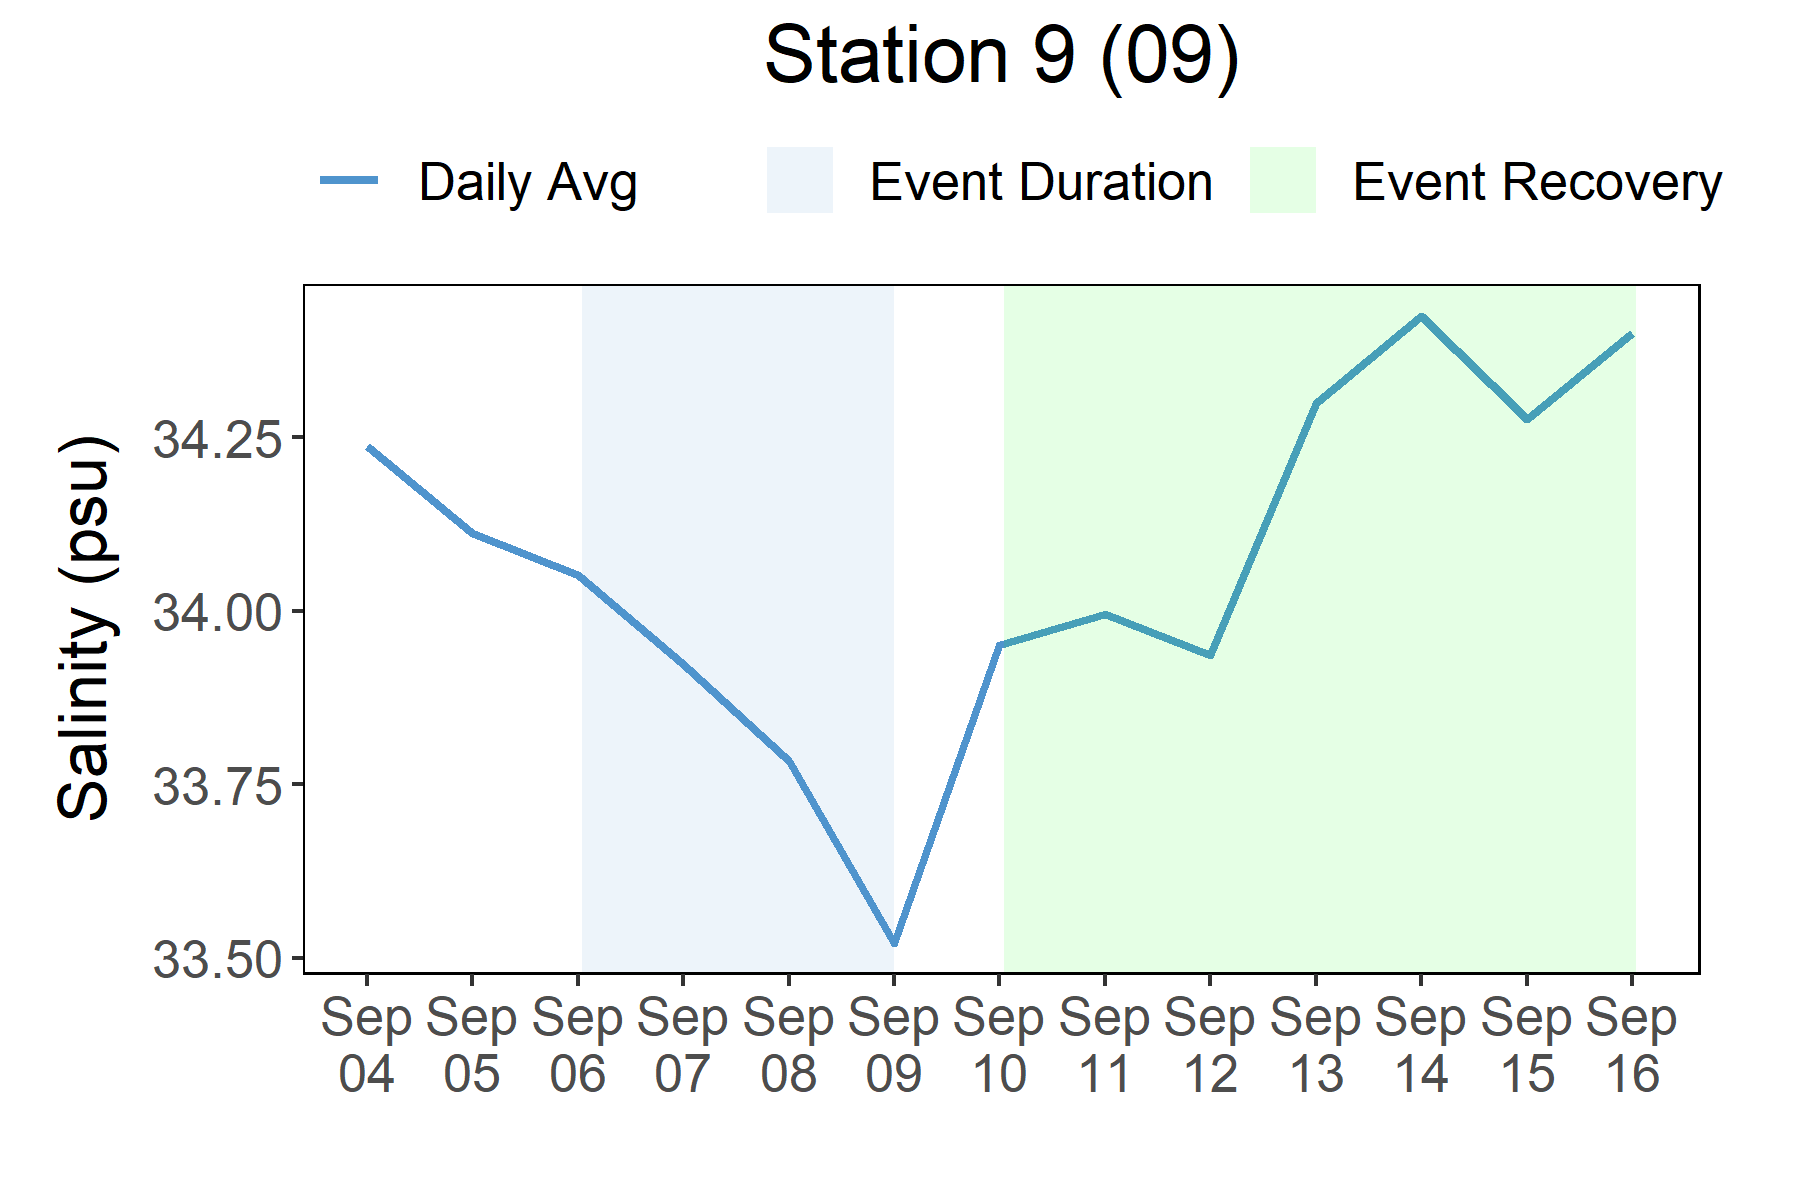 Station 9 (09)
Daily Avg Event Duration Event Recovery
Salinity (psu)
34.25
34.00
33.75
33.50
Sep Sep Sep Sep Sep Sep Sep Sep Sep Sep Sep Sep Sep
04 05 06 07 08 09 10 11 12 13 14 15 16